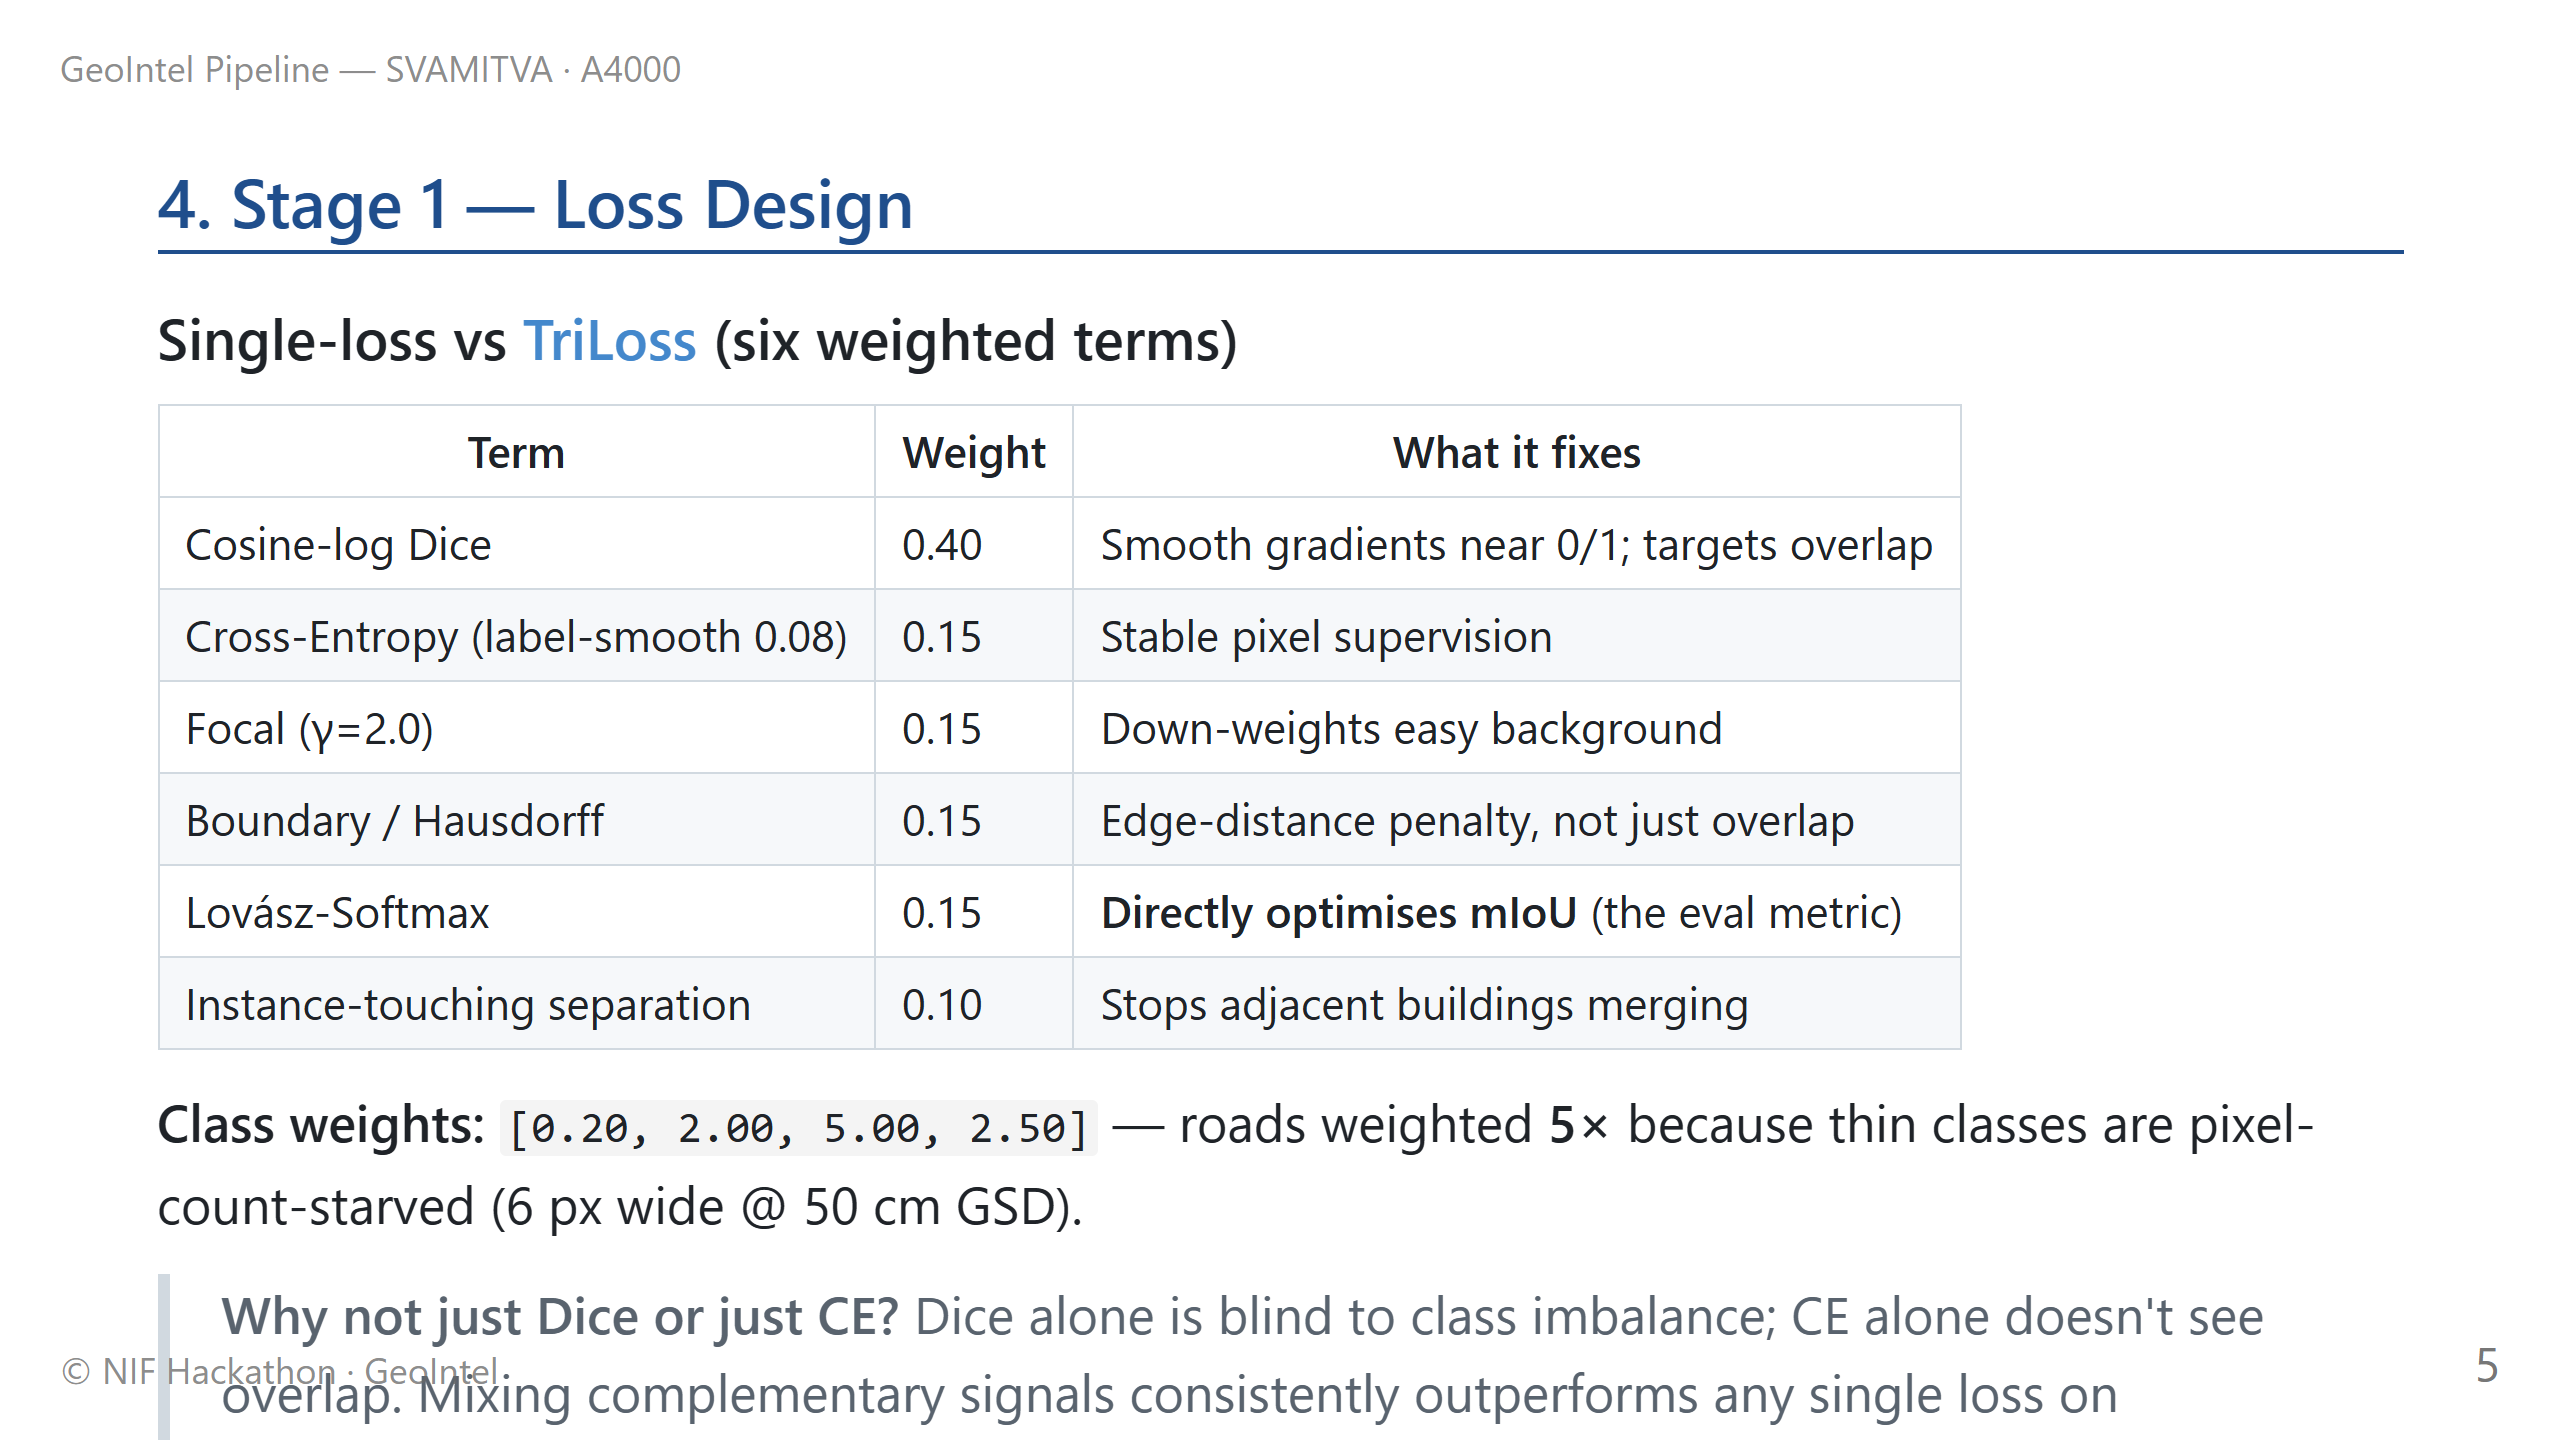 GeoIntel Pipeline — SVAMITVA · A4000
4. Stage 1 — Loss Design
Single-loss vs TriLoss (six weighted terms)
Term Weight What it fixes
Cosine-log Dice 0.40 Smooth gradients near 0/1; targets overlap
Cross-Entropy (label-smooth 0.08) 0.15 Stable pixel supervision
Focal (γ=2.0) 0.15 Down-weights easy background
Boundary / Hausdorff 0.15 Edge-distance penalty, not just overlap
Lovász-Softmax 0.15 Directly optimises mIoU (the eval metric)
Instance-touching separation 0.10 Stops adjacent buildings merging
Class weights: [0.20, 2.00, 5.00, 2.50] — roads weighted 5× because thin classes are pixel-
count-starved (6 px wide @ 50 cm GSD).
Why not just Dice or just CE? Dice alone is blind to class imbalance; CE alone doesn't see
overlap. Mixing complementary signals consistently outperforms any single loss on
© NIF Hackathon · GeoIntel
5